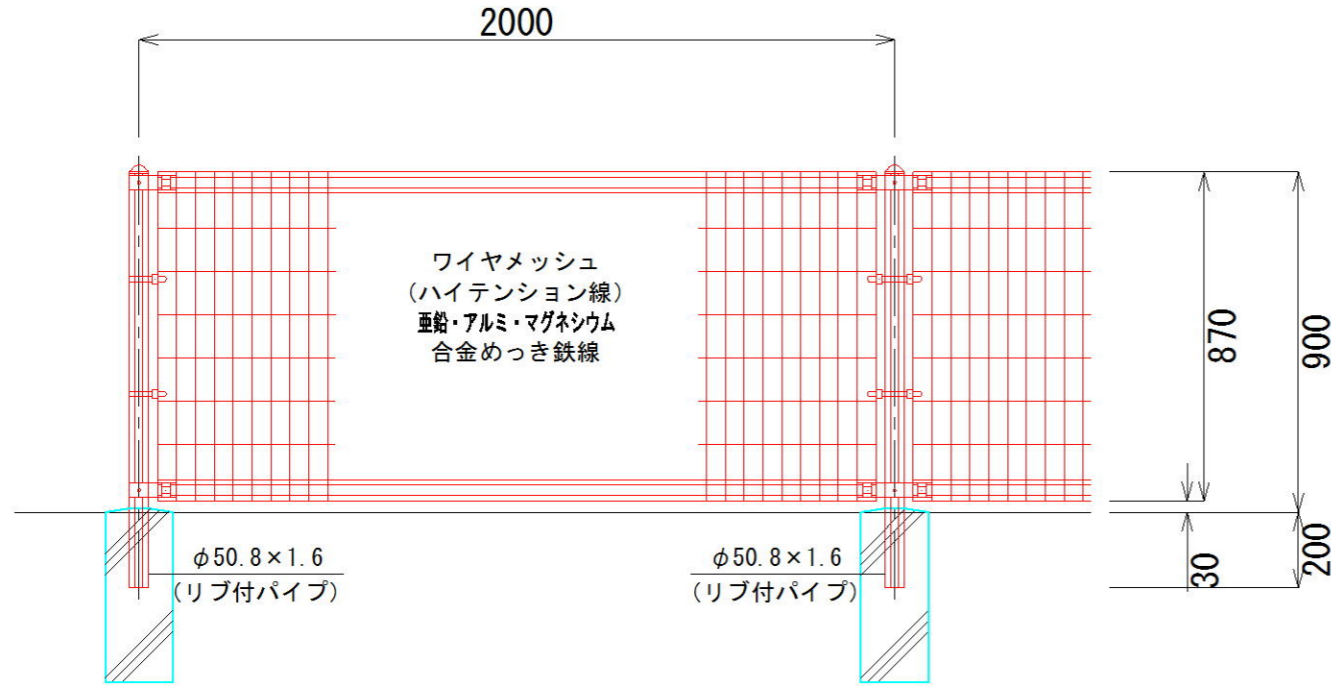 2000
ワイヤメッシュ
(ハイテンション線)
亜鉛・アルミ・マグネシウム
合金めっき鉄線
870
900
φ50.8×1.6
(リブ付パイプ)
φ50.8×1.6
(リブ付パイプ)
30
200